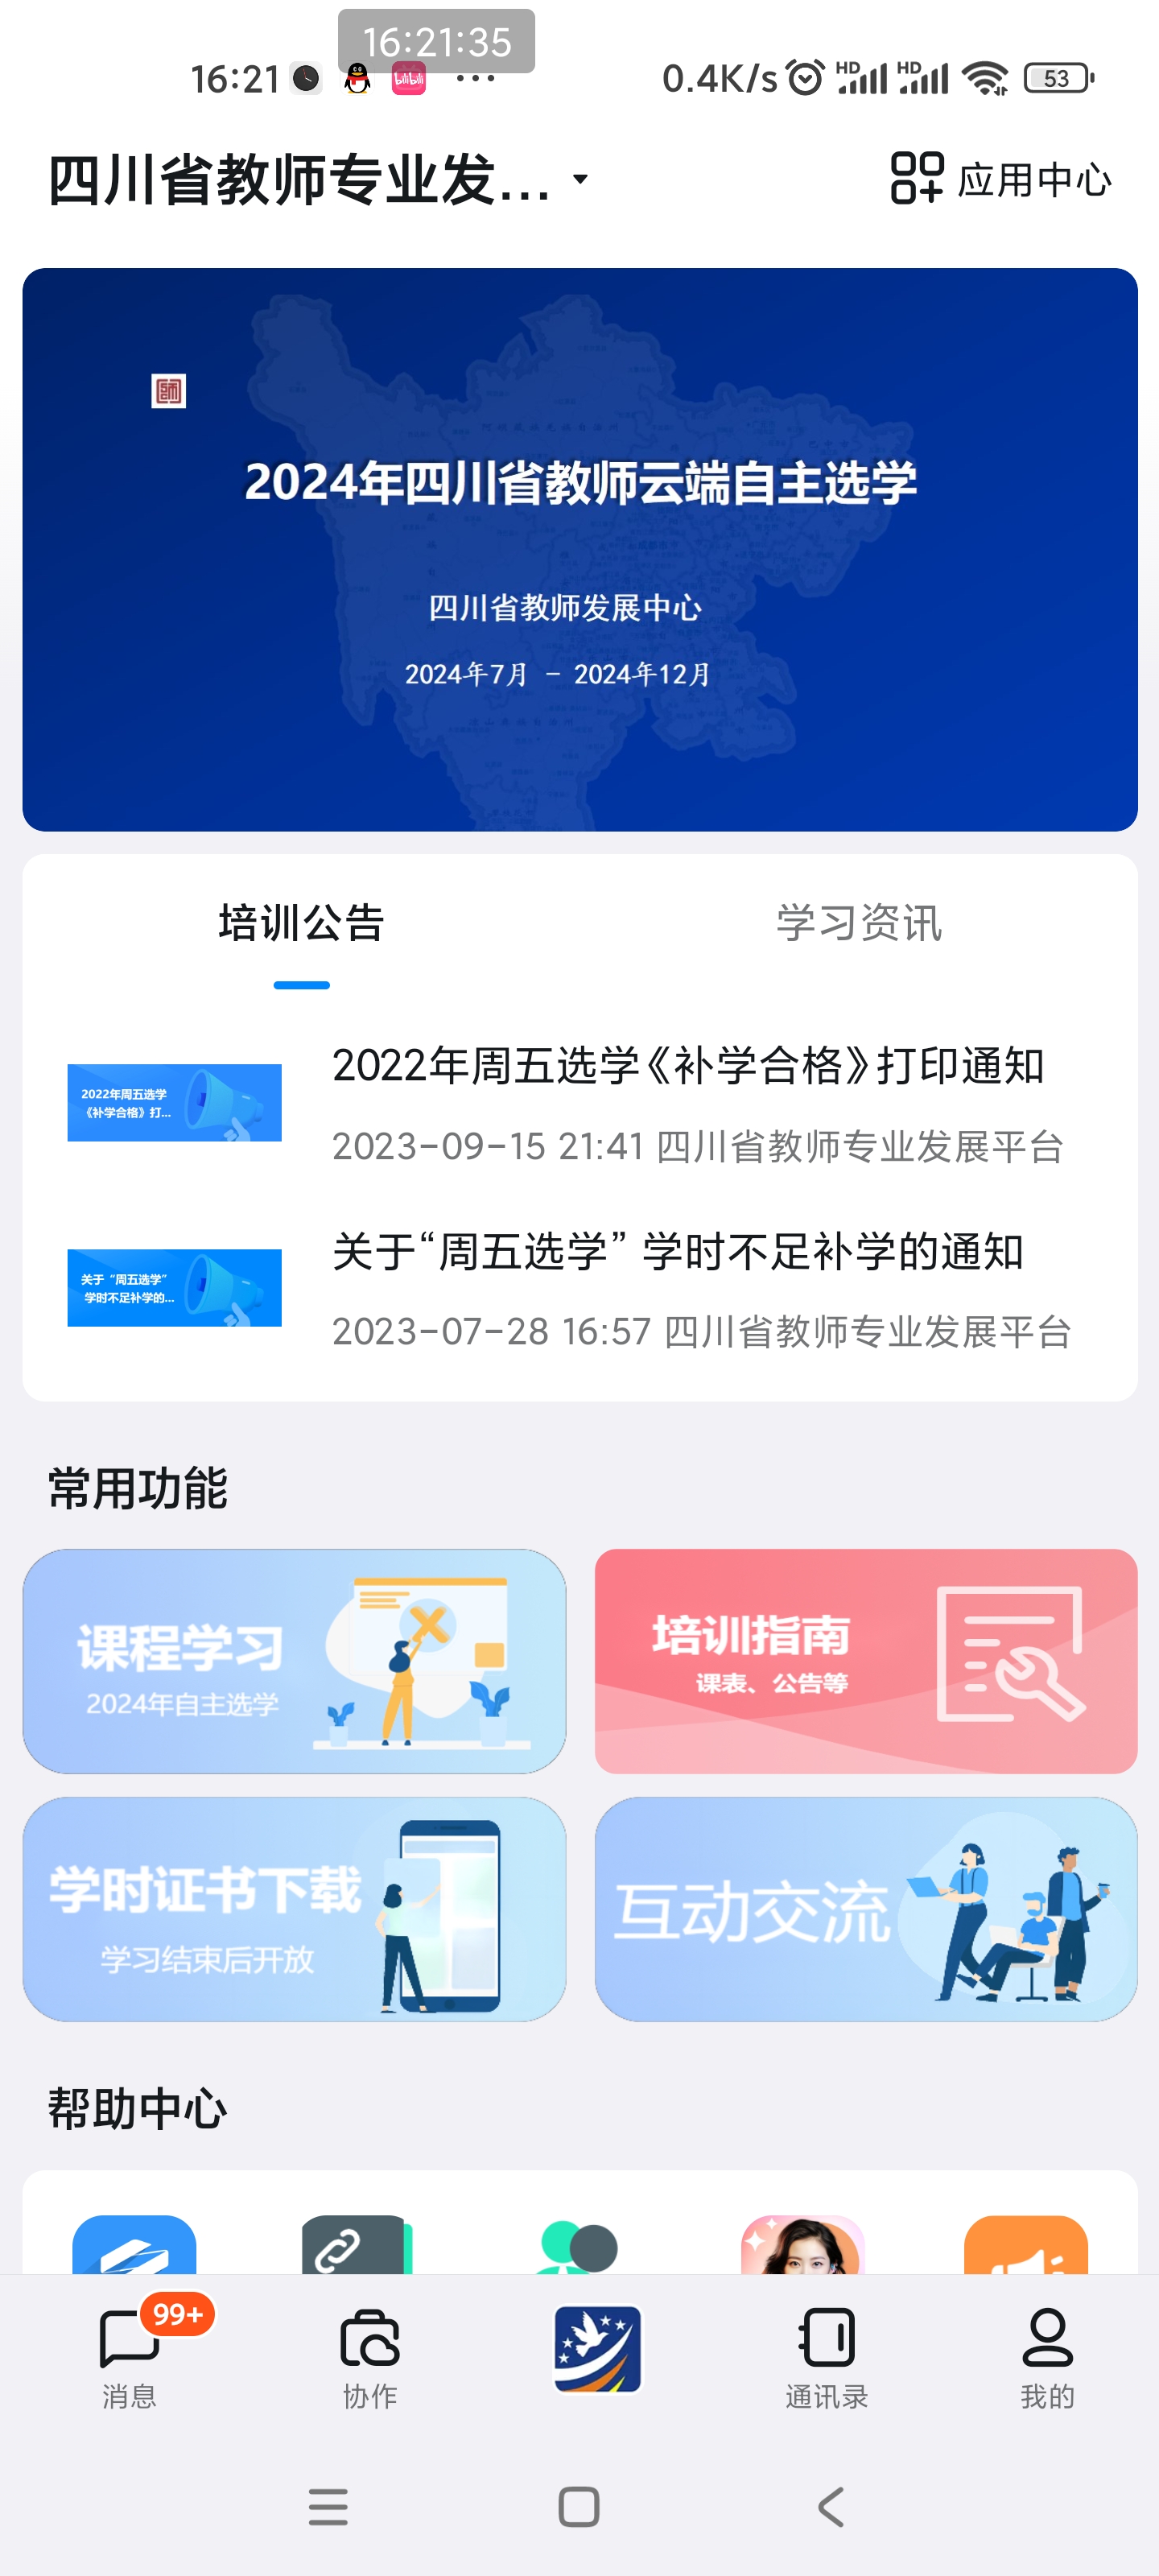 16:21:35
16:21
bilibili
0.4K/s
HD
HD
53
四川省教师专业发...
应用中心
2024年四川省教师云端自主选学
四川省教师发展中心
2024年7月 - 2024年12月
培训公告
学习资讯
2022年周五选学
《补学合格》打...
2022年周五选学《补学合格》打印通知
2023-09-15 21:41 四川省教师专业发展平台
关于“周五选学”
学时不足补学的...
关于“周五选学” 学时不足补学的通知
2023-07-28 16:57 四川省教师专业发展平台
常用功能
课程学习
2024年自主选学
培训指南
课表、公告等
学时证书下载
学习结束后开放
互动交流
帮助中心
99+
消息
协作
通讯录
我的